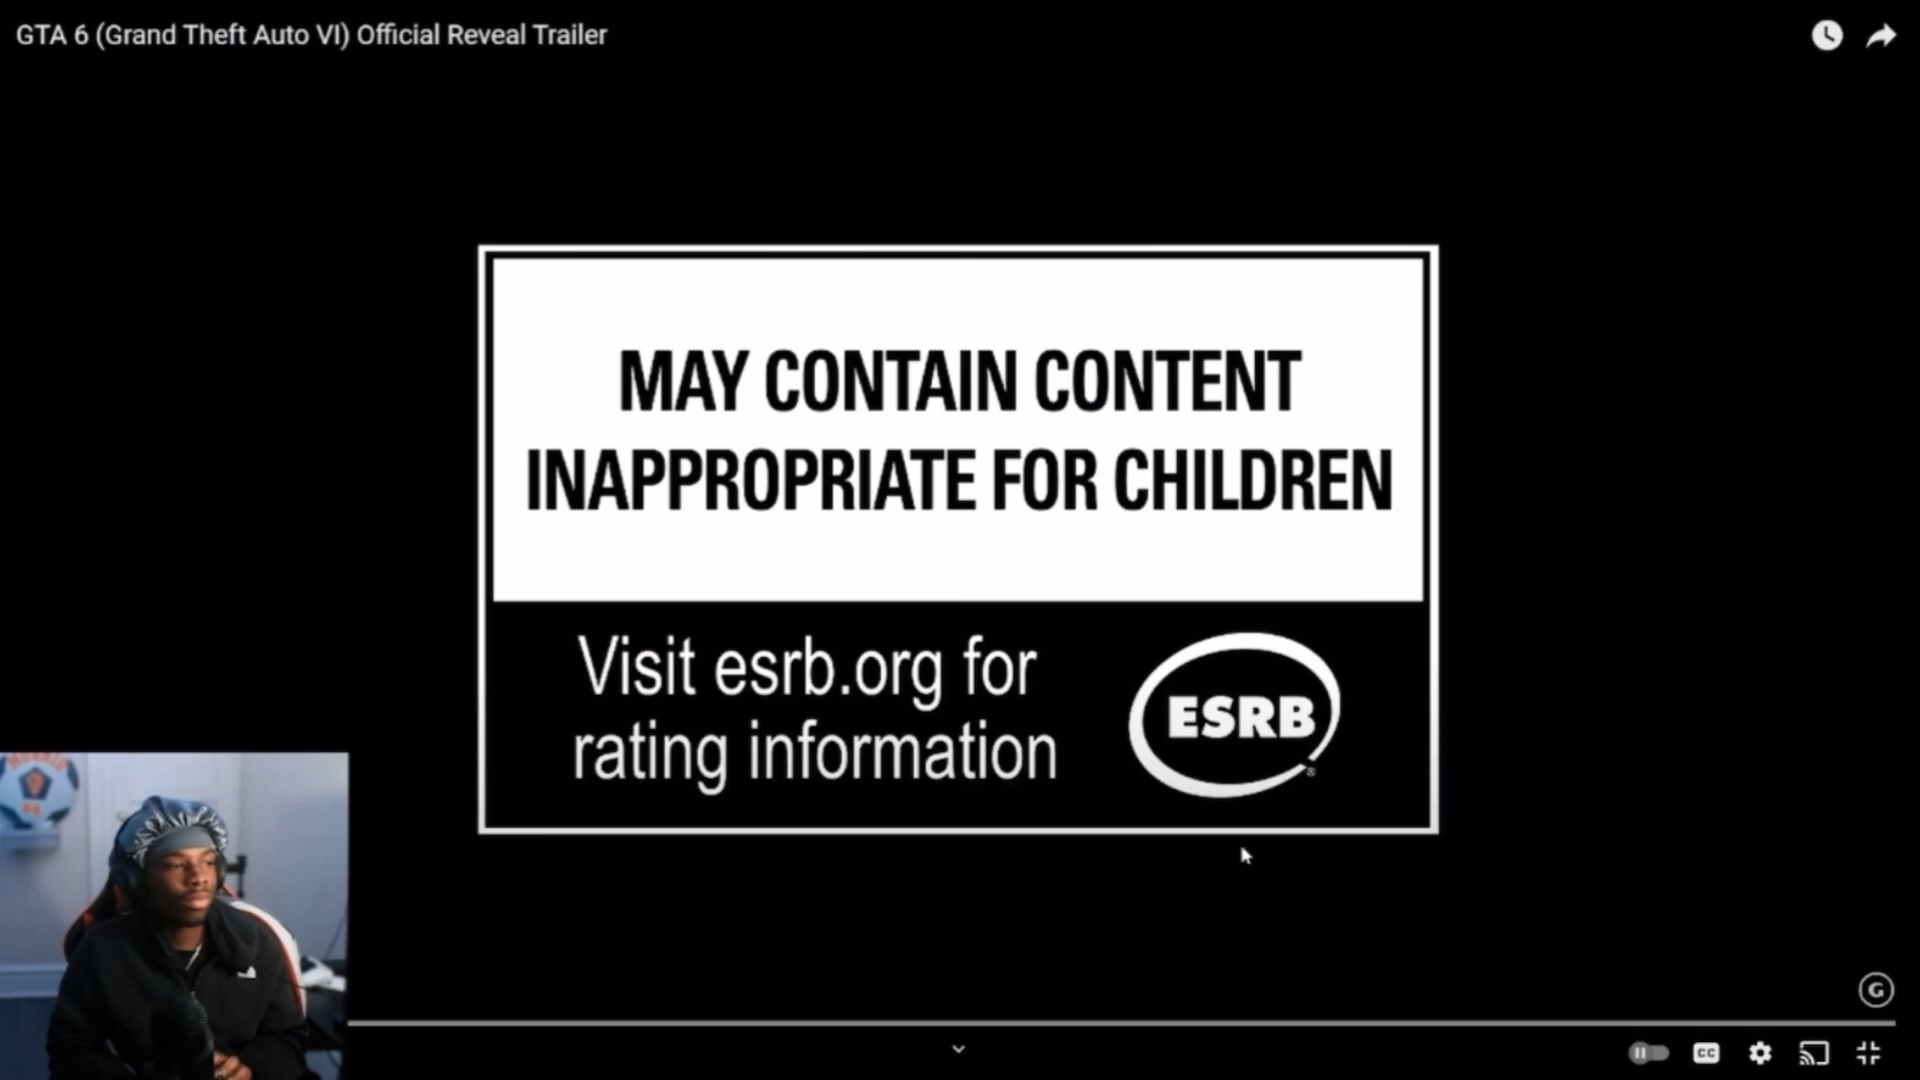 GTA 6 (Grand Theft Auto VI) Official Reveal Trailer
MAY CONTAIN CONTENT
INAPPROPRIATE FOR CHILDREN
Visit esrb.org for
rating information
ESRB
®
G
CC